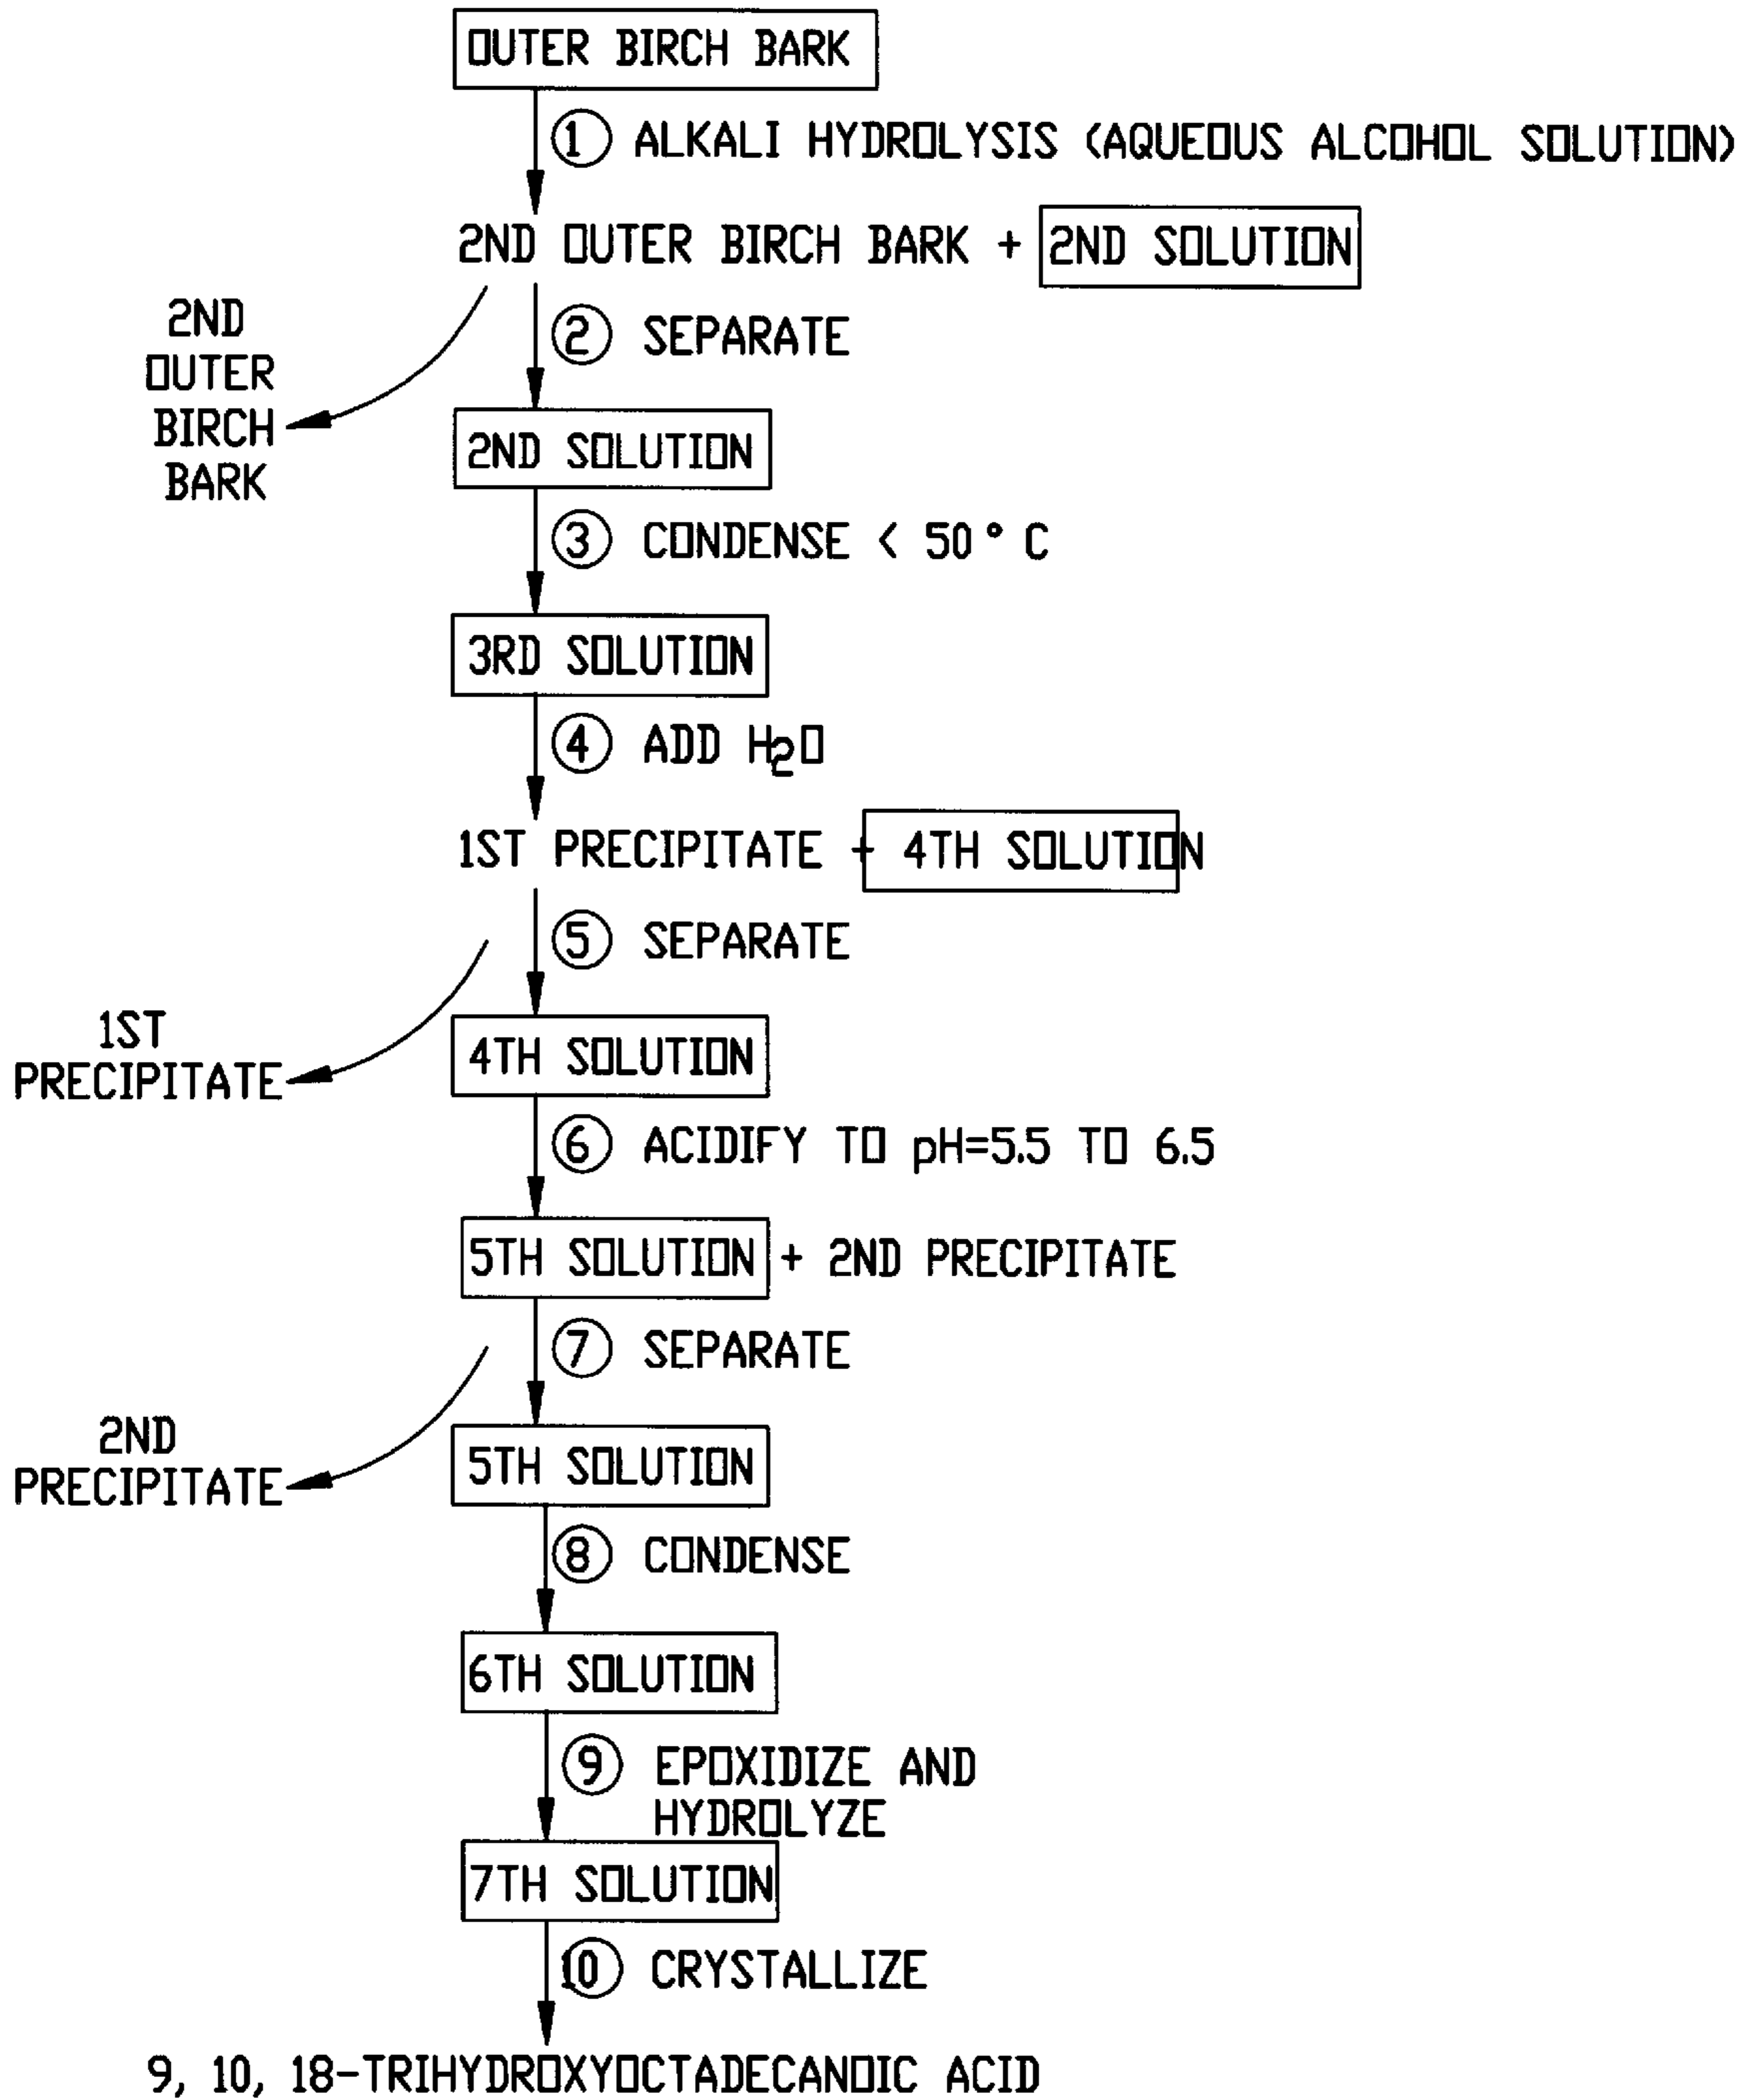 OUTER BIRCH BARK
1 ALKALI HYDROLYSIS (AQUEOUS ALCOHOL SOLUTION)
2ND OUTER BIRCH BARK + 2ND SOLUTION
2ND
OUTER
BIRCH
BARK
2 SEPARATE
2ND SOLUTION
3 CONDENSE < 50° C
3RD SOLUTION
4 ADD H₂O
1ST PRECIPITATE + 4TH SOLUTION
5 SEPARATE
1ST
PRECIPITATE
4TH SOLUTION
6 ACIDIFY TO pH=5.5 TO 6.5
5TH SOLUTION + 2ND PRECIPITATE
7 SEPARATE
2ND
PRECIPITATE
5TH SOLUTION
8 CONDENSE
6TH SOLUTION
9 EPOXIDIZE AND
HYDROLYZE
7TH SOLUTION
10 CRYSTALLIZE
9, 10, 18-TRIHYDROXYOCTADECANOIC ACID